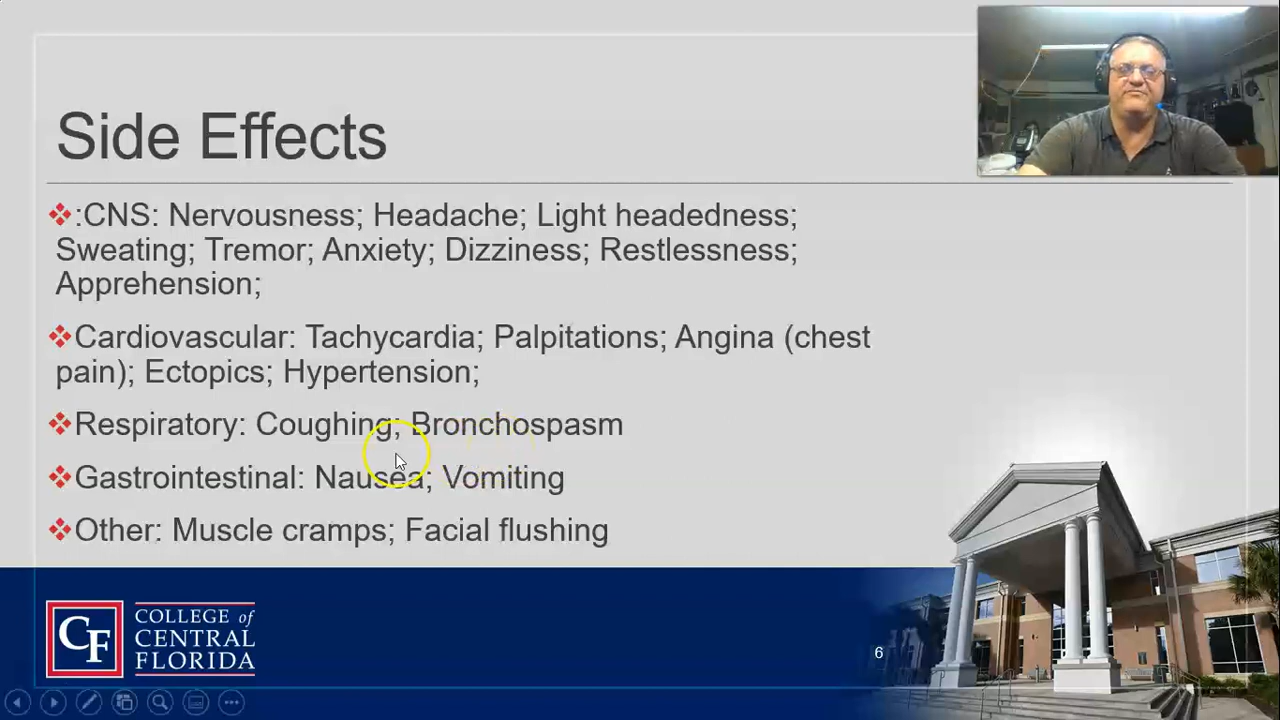 Side Effects
:CNS: Nervousness; Headache; Light headedness;
Sweating; Tremor; Anxiety; Dizziness; Restlessness;
Apprehension;
Cardiovascular: Tachycardia; Palpitations; Angina (chest
pain); Ectopics; Hypertension;
Respiratory: Coughing; Bronchospasm
Gastrointestinal: Nausea; Vomiting
Other: Muscle cramps; Facial flushing
CF
COLLEGE of
CENTRAL
FLORIDA
6